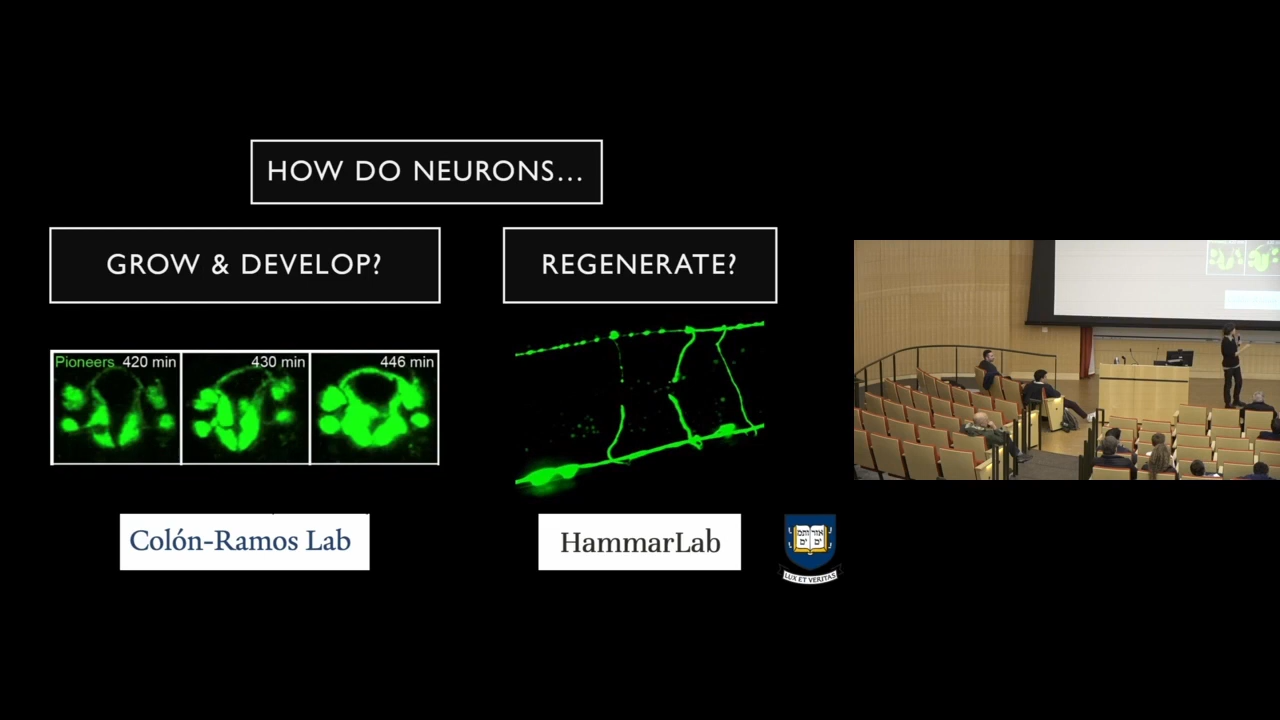 HOW DO NEURONS...
GROW & DEVELOP?
REGENERATE?
Pioneers 420 min
430 min
446 min
Colón-Ramos Lab
HammarLab
LUX ET VERITAS